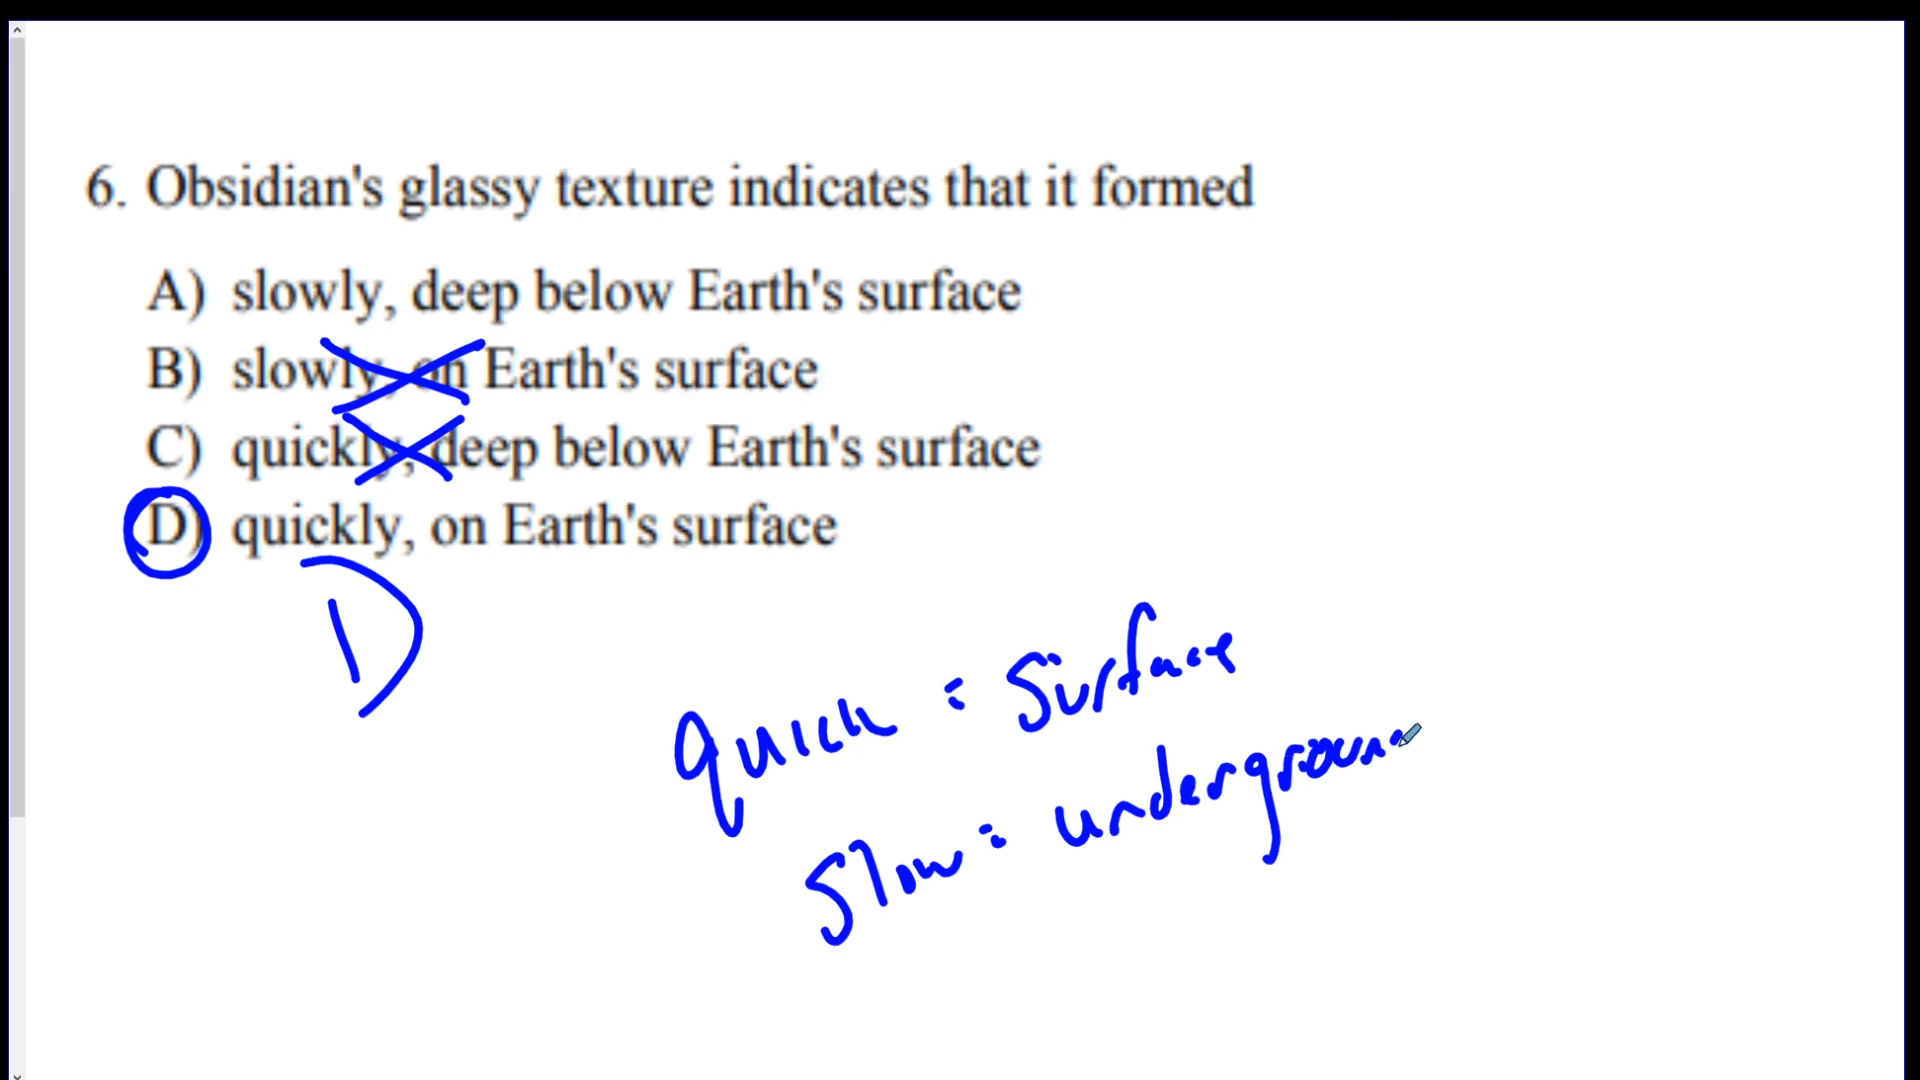 6. Obsidian's glassy texture indicates that it formed
A) slowly, deep below Earth's surface
B) slowly, on Earth's surface
C) quickly, deep below Earth's surface
D) quickly, on Earth's surface
D
quick = surface
slow = undergroun